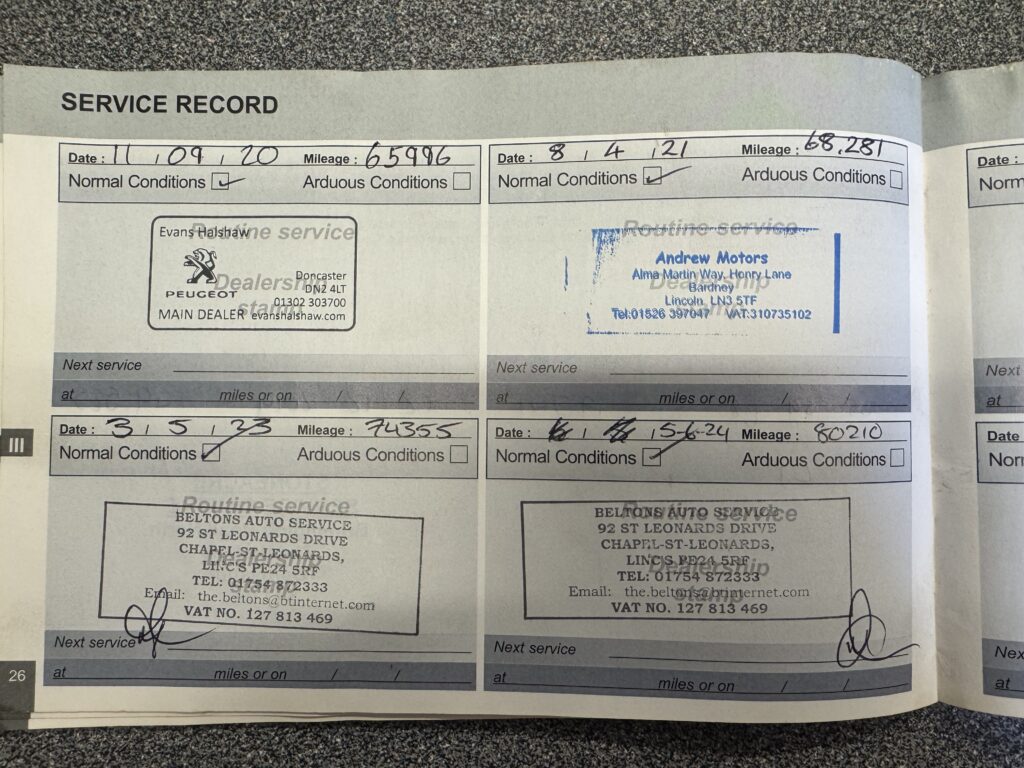 SERVICE RECORD
Date : 11 / 09 / 20 Mileage : 65996
Normal Conditions ✓ Arduous Conditions
Routine service
Dealership
stamp
Evans Halshaw
PEUGEOT
MAIN DEALER
Doncaster
DN2 4LT
01302 303700
evanshalshaw.com
Next service
at miles or on / /
Date : 8 / 4 / 21 Mileage : 68,281
Normal Conditions ✓ Arduous Conditions
Routine service
Dealership
stamp
Andrew Motors
Alma Martin Way, Henry Lane
Bardney
Lincoln LN3 5TF
Tel:01526 397047 VAT:310735102
Next service
at miles or on / /
Date : 3 / 5 / 23 Mileage : 74355
Normal Conditions ✓ Arduous Conditions
Routine service
Dealership
stamp
BELTONS AUTO SERVICE
92 ST LEONARDS DRIVE
CHAPEL-ST-LEONARDS,
LINC'S PE24 5RF
TEL: 01754 872333
Email: the.beltons@btinternet.com
VAT NO. 127 813 469
Next service
at miles or on / /
Date : / / 5-6-24 Mileage : 80210
Normal Conditions ✓ Arduous Conditions
Routine service
Dealership
stamp
BELTONS AUTO SERVICE
92 ST LEONARDS DRIVE
CHAPEL-ST-LEONARDS,
LINC'S PE24 5RF
TEL: 01754 872333
Email: the.beltons@btinternet.com
VAT NO. 127 813 469
Next service
at miles or on / /
III
26
Date :
Norm
Next
at
Date :
Nor
Nex
at